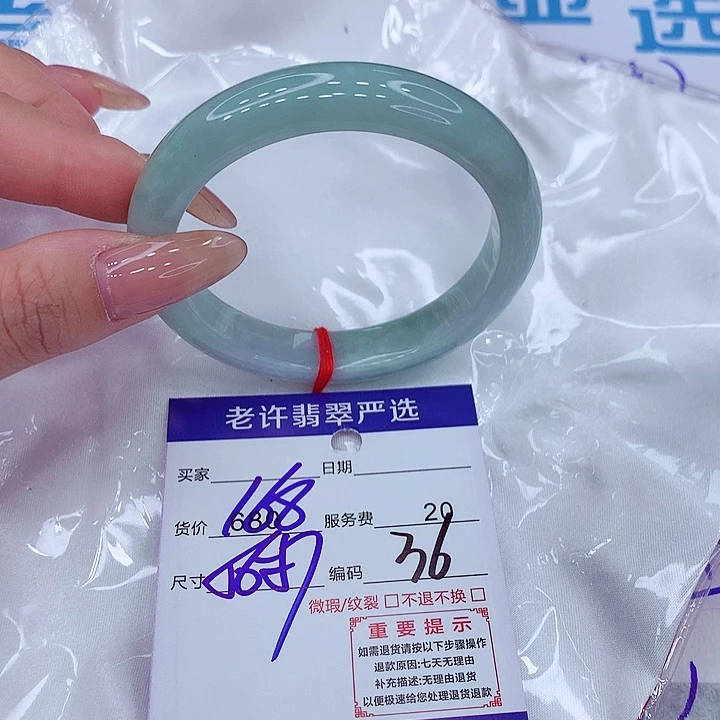 选
老许翡翠严选
买家 日期
货价 680 168 服务费 20
尺寸 编码 36
微瑕/纹裂 □不退不换 □
重要提示
如需退货请按以下步骤操作
退款原因:七天无理由
补充描述:无理由退货
以便极速给您处理退货退款